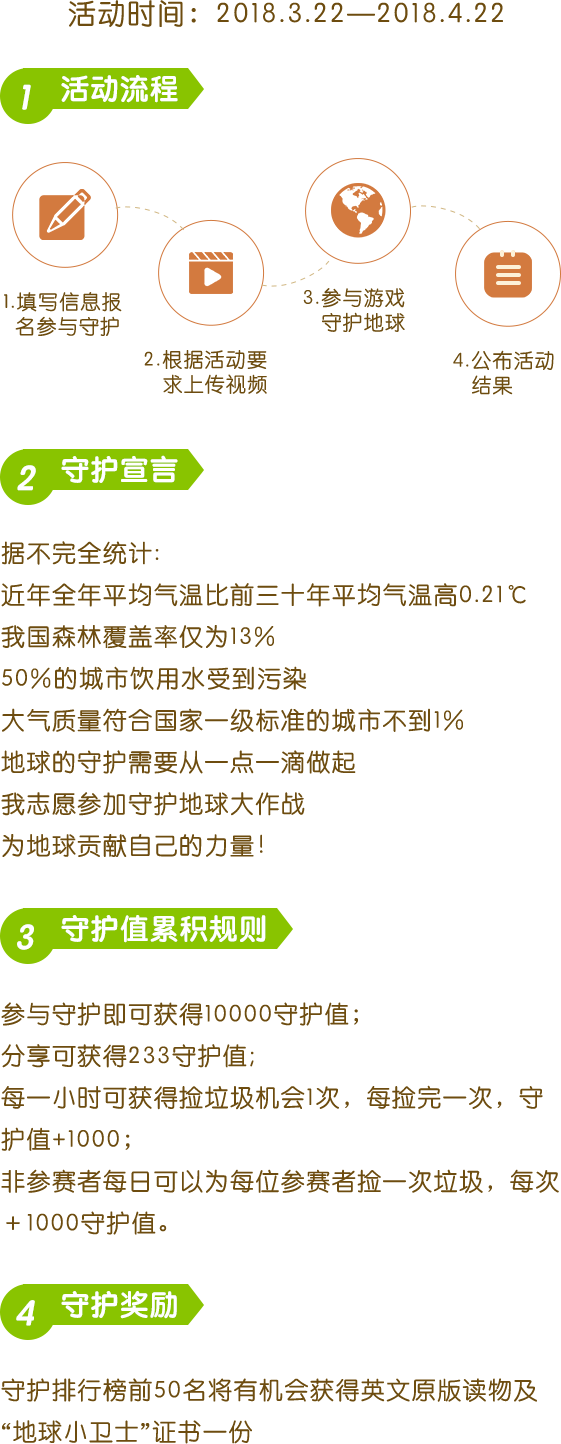 活动时间：2018.3.22—2018.4.22
1 活动流程
1.填写信息报
名参与守护
2.根据活动要
求上传视频
3.参与游戏
守护地球
4.公布活动
结果
2 守护宣言
据不完全统计:
近年全年平均气温比前三十年平均气温高0.21℃
我国森林覆盖率仅为13%
50%的城市饮用水受到污染
大气质量符合国家一级标准的城市不到1%
地球的守护需要从一点一滴做起
我志愿参加守护地球大作战
为地球贡献自己的力量!
3 守护值累积规则
参与守护即可获得10000守护值；
分享可获得233守护值;
每一小时可获得捡垃圾机会1次，每捡完一次，守
护值+1000；
非参赛者每日可以为每位参赛者捡一次垃圾，每次
＋1000守护值。
4 守护奖励
守护排行榜前50名将有机会获得英文原版读物及
“地球小卫士”证书一份